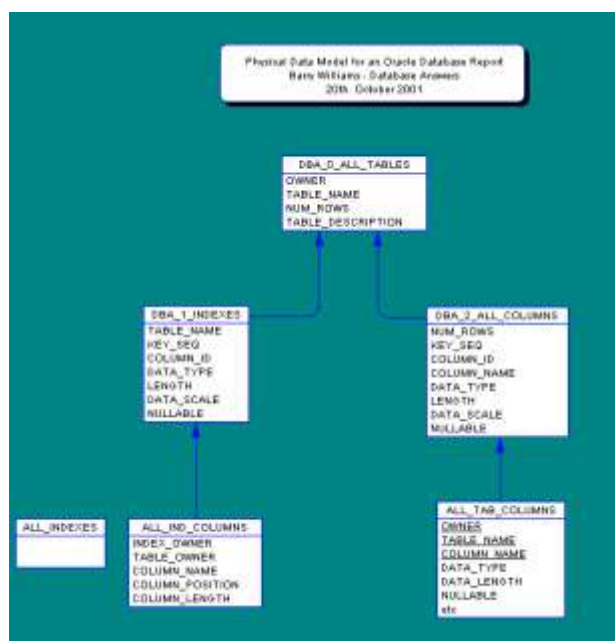 Physical Data Model for an Oracle Database Report
Barry Williams - Database Answers
20th October 2001
DBA_0_ALL_TABLES
OWNER
TABLE_NAME
NUM_ROWS
TABLE_DESCRIPTION
DBA_1_INDEXES
TABLE_NAME
KEY_SEQ
COLUMN_ID
DATA_TYPE
LENGTH
DATA_SCALE
NULLABLE
DBA_2_ALL_COLUMNS
NUM_ROWS
KEY_SEQ
COLUMN_ID
COLUMN_NAME
DATA_TYPE
LENGTH
DATA_SCALE
NULLABLE
ALL_INDEXES
ALL_IND_COLUMNS
INDEX_OWNER
TABLE_OWNER
COLUMN_NAME
COLUMN_POSITION
COLUMN_LENGTH
ALL_TAB_COLUMNS
OWNER
TABLE_NAME
COLUMN_NAME
DATA_TYPE
DATA_LENGTH
NULLABLE
etc